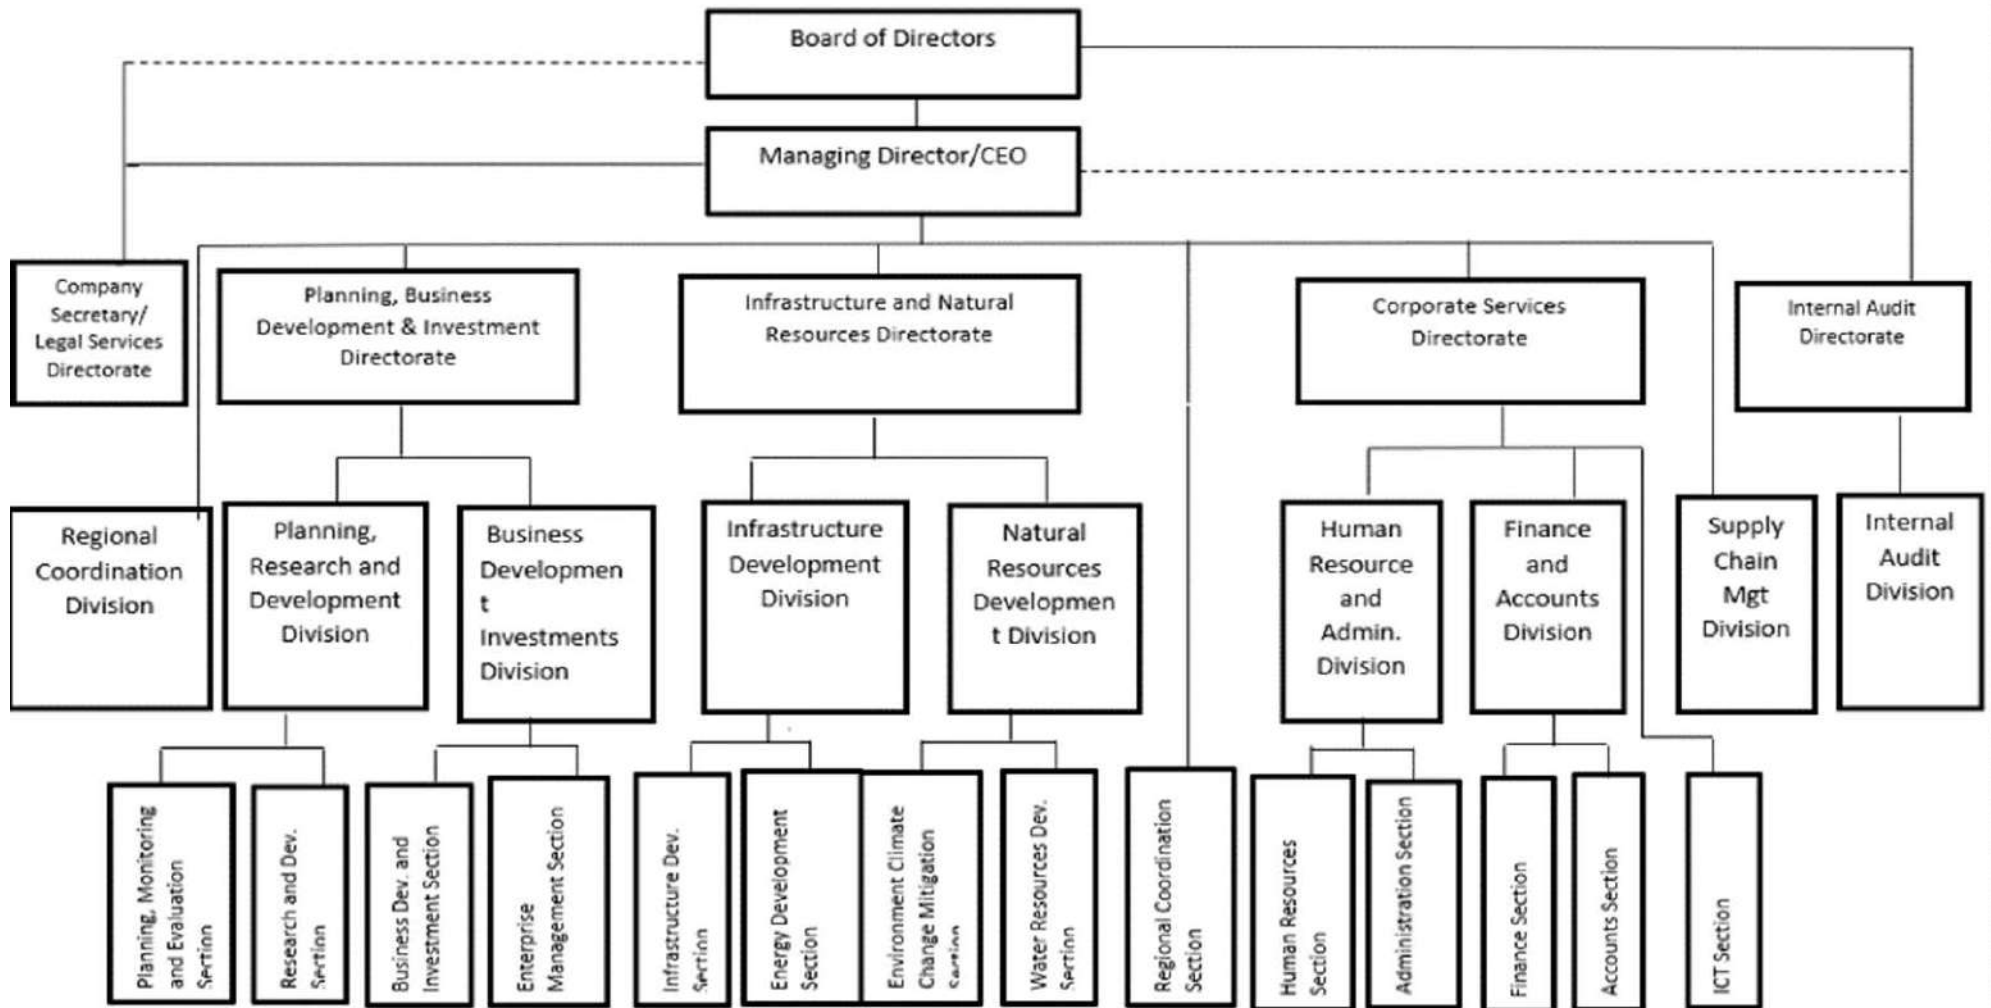 Board of Directors
Managing Director/CEO
Company
Secretary/
Legal Services
Directorate
Planning, Business
Development & Investment
Directorate
Infrastructure and Natural
Resources Directorate
Corporate Services
Directorate
Internal Audit
Directorate
Regional
Coordination
Division
Planning,
Research and
Development
Division
Business
Developmen
t
Investments
Division
Infrastructure
Development
Division
Natural
Resources
Developmen
t Division
Human
Resource
and
Admin.
Division
Finance
and
Accounts
Division
Supply
Chain
Mgt
Division
Internal
Audit
Division
Planning, Monitoring
and Evaluation
Section
Research and Dev.
Section
Business Dev. and
Investment Section
Enterprise
Management Section
Infrastructure Dev.
Section
Energy Development
Section
Environment Climate
Change Mitigation
Section
Water Resources Dev.
Section
Regional Coordination
Section
Human Resources
Section
Administration Section
Finance Section
Accounts Section
ICT Section